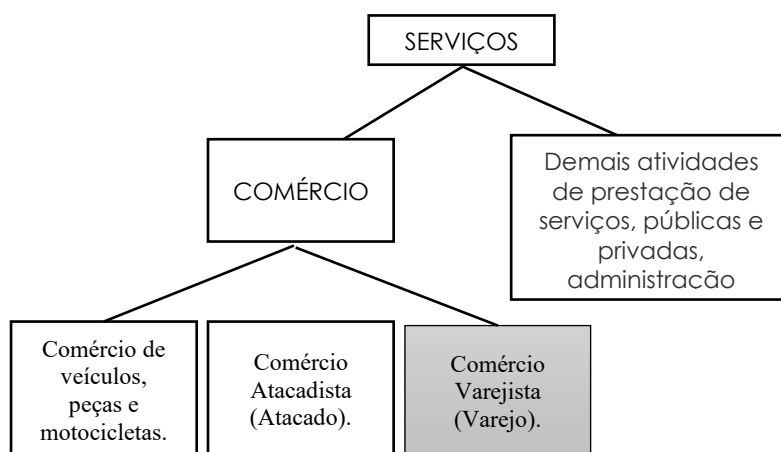 SERVIÇOS
COMÉRCIO
Demais atividades
de prestação de
serviços, públicas e
privadas,
administracão
Comércio de
veículos,
peças e
motocicletas.
Comércio
Atacadista
(Atacado).
Comércio
Varejista
(Varejo).